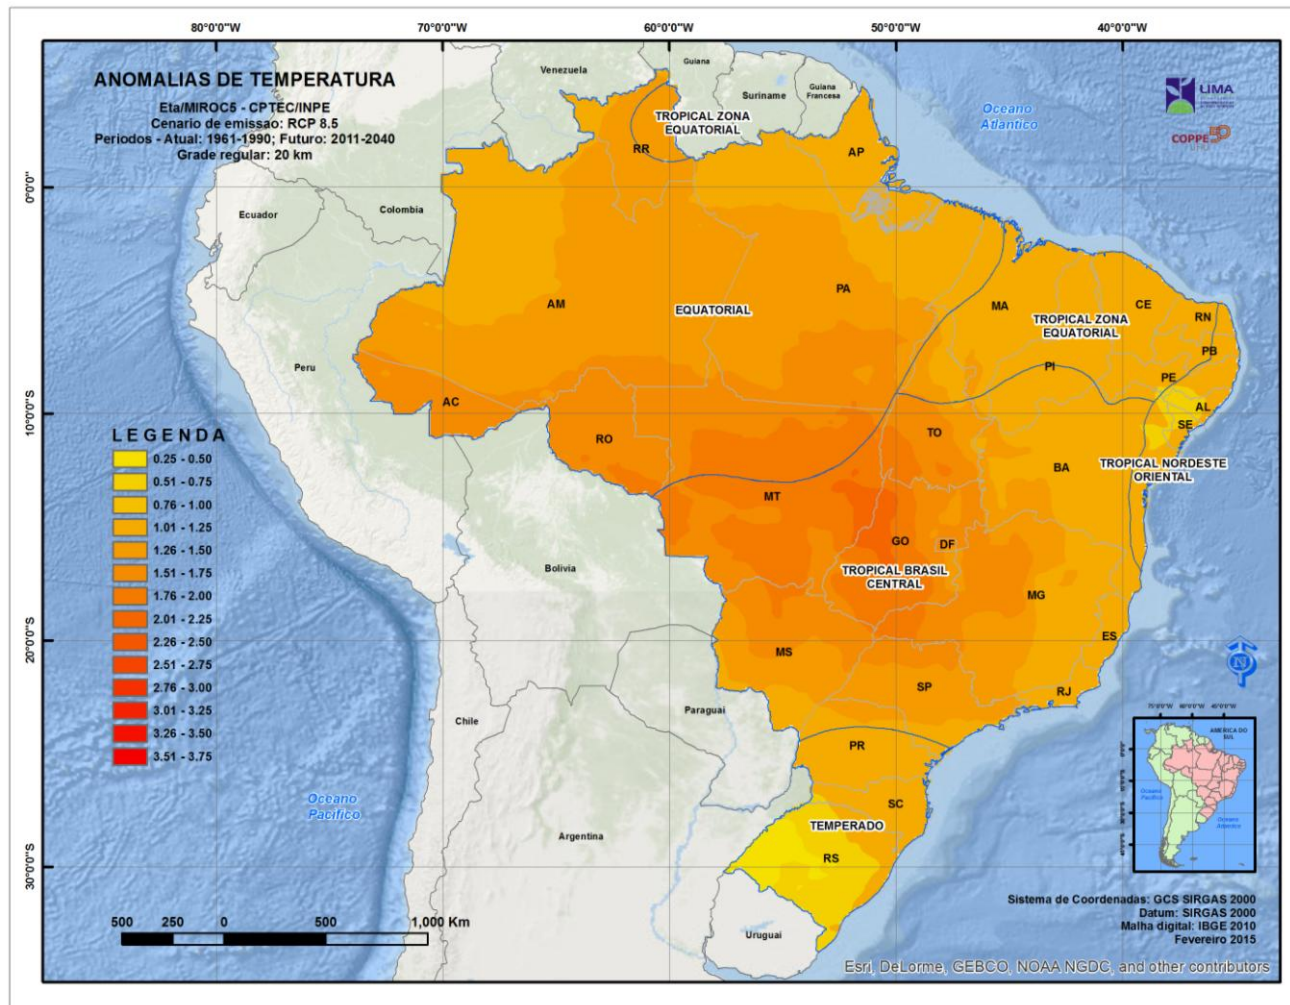 80°0'0"W
70°0'0"W
60°0'0"W
50°0'0"W
40°0'0"W
ANOMALIAS DE TEMPERATURA
Eta/MIROC5 - CPTEC/INPE
Cenario de emissão: RCP 8.5
Periodos - Atual: 1961-1990; Futuro: 2011-2040
Grade regular: 20 km
Venezuela
Guiana
Suriname
Guiana
Francesa
Oceano
Atlantico
LIMA
COPPE
UFRJ
TROPICAL ZONA
EQUATORIAL
RR
AP
0°0'0"
Ecuador
Colombia
AM
EQUATORIAL
PA
MA
CE
RN
TROPICAL ZONA
EQUATORIAL
PB
PI
PE
Peru
AC
AL
SE
10°0'0"S
RO
TO
BA
TROPICAL NORDESTE
ORIENTAL
MT
GO
DF
TROPICAL BRASIL
CENTRAL
Bolivia
MG
ES
20°0'0"S
MS
SP
RJ
Paraguai
Chile
PR
SC
TEMPERADO
RS
Argentina
Oceano
Pacifico
30°0'0"S
Uruguai
LEGENDA
0.25 - 0.50
0.51 - 0.75
0.76 - 1.00
1.01 - 1.25
1.26 - 1.50
1.51 - 1.75
1.76 - 2.00
2.01 - 2.25
2.26 - 2.50
2.51 - 2.75
2.76 - 3.00
3.01 - 3.25
3.26 - 3.50
3.51 - 3.75
500 250 0 500 1,000 Km
N
AMERICA DO
SUL
Oceano
Pacifico
Oceano
Atlantico
Sistema de Coordenadas: GCS SIRGAS 2000
Datum: SIRGAS 2000
Malha digital: IBGE 2010
Fevereiro 2015
Esri, DeLorme, GEBCO, NOAA NGDC, and other contributors